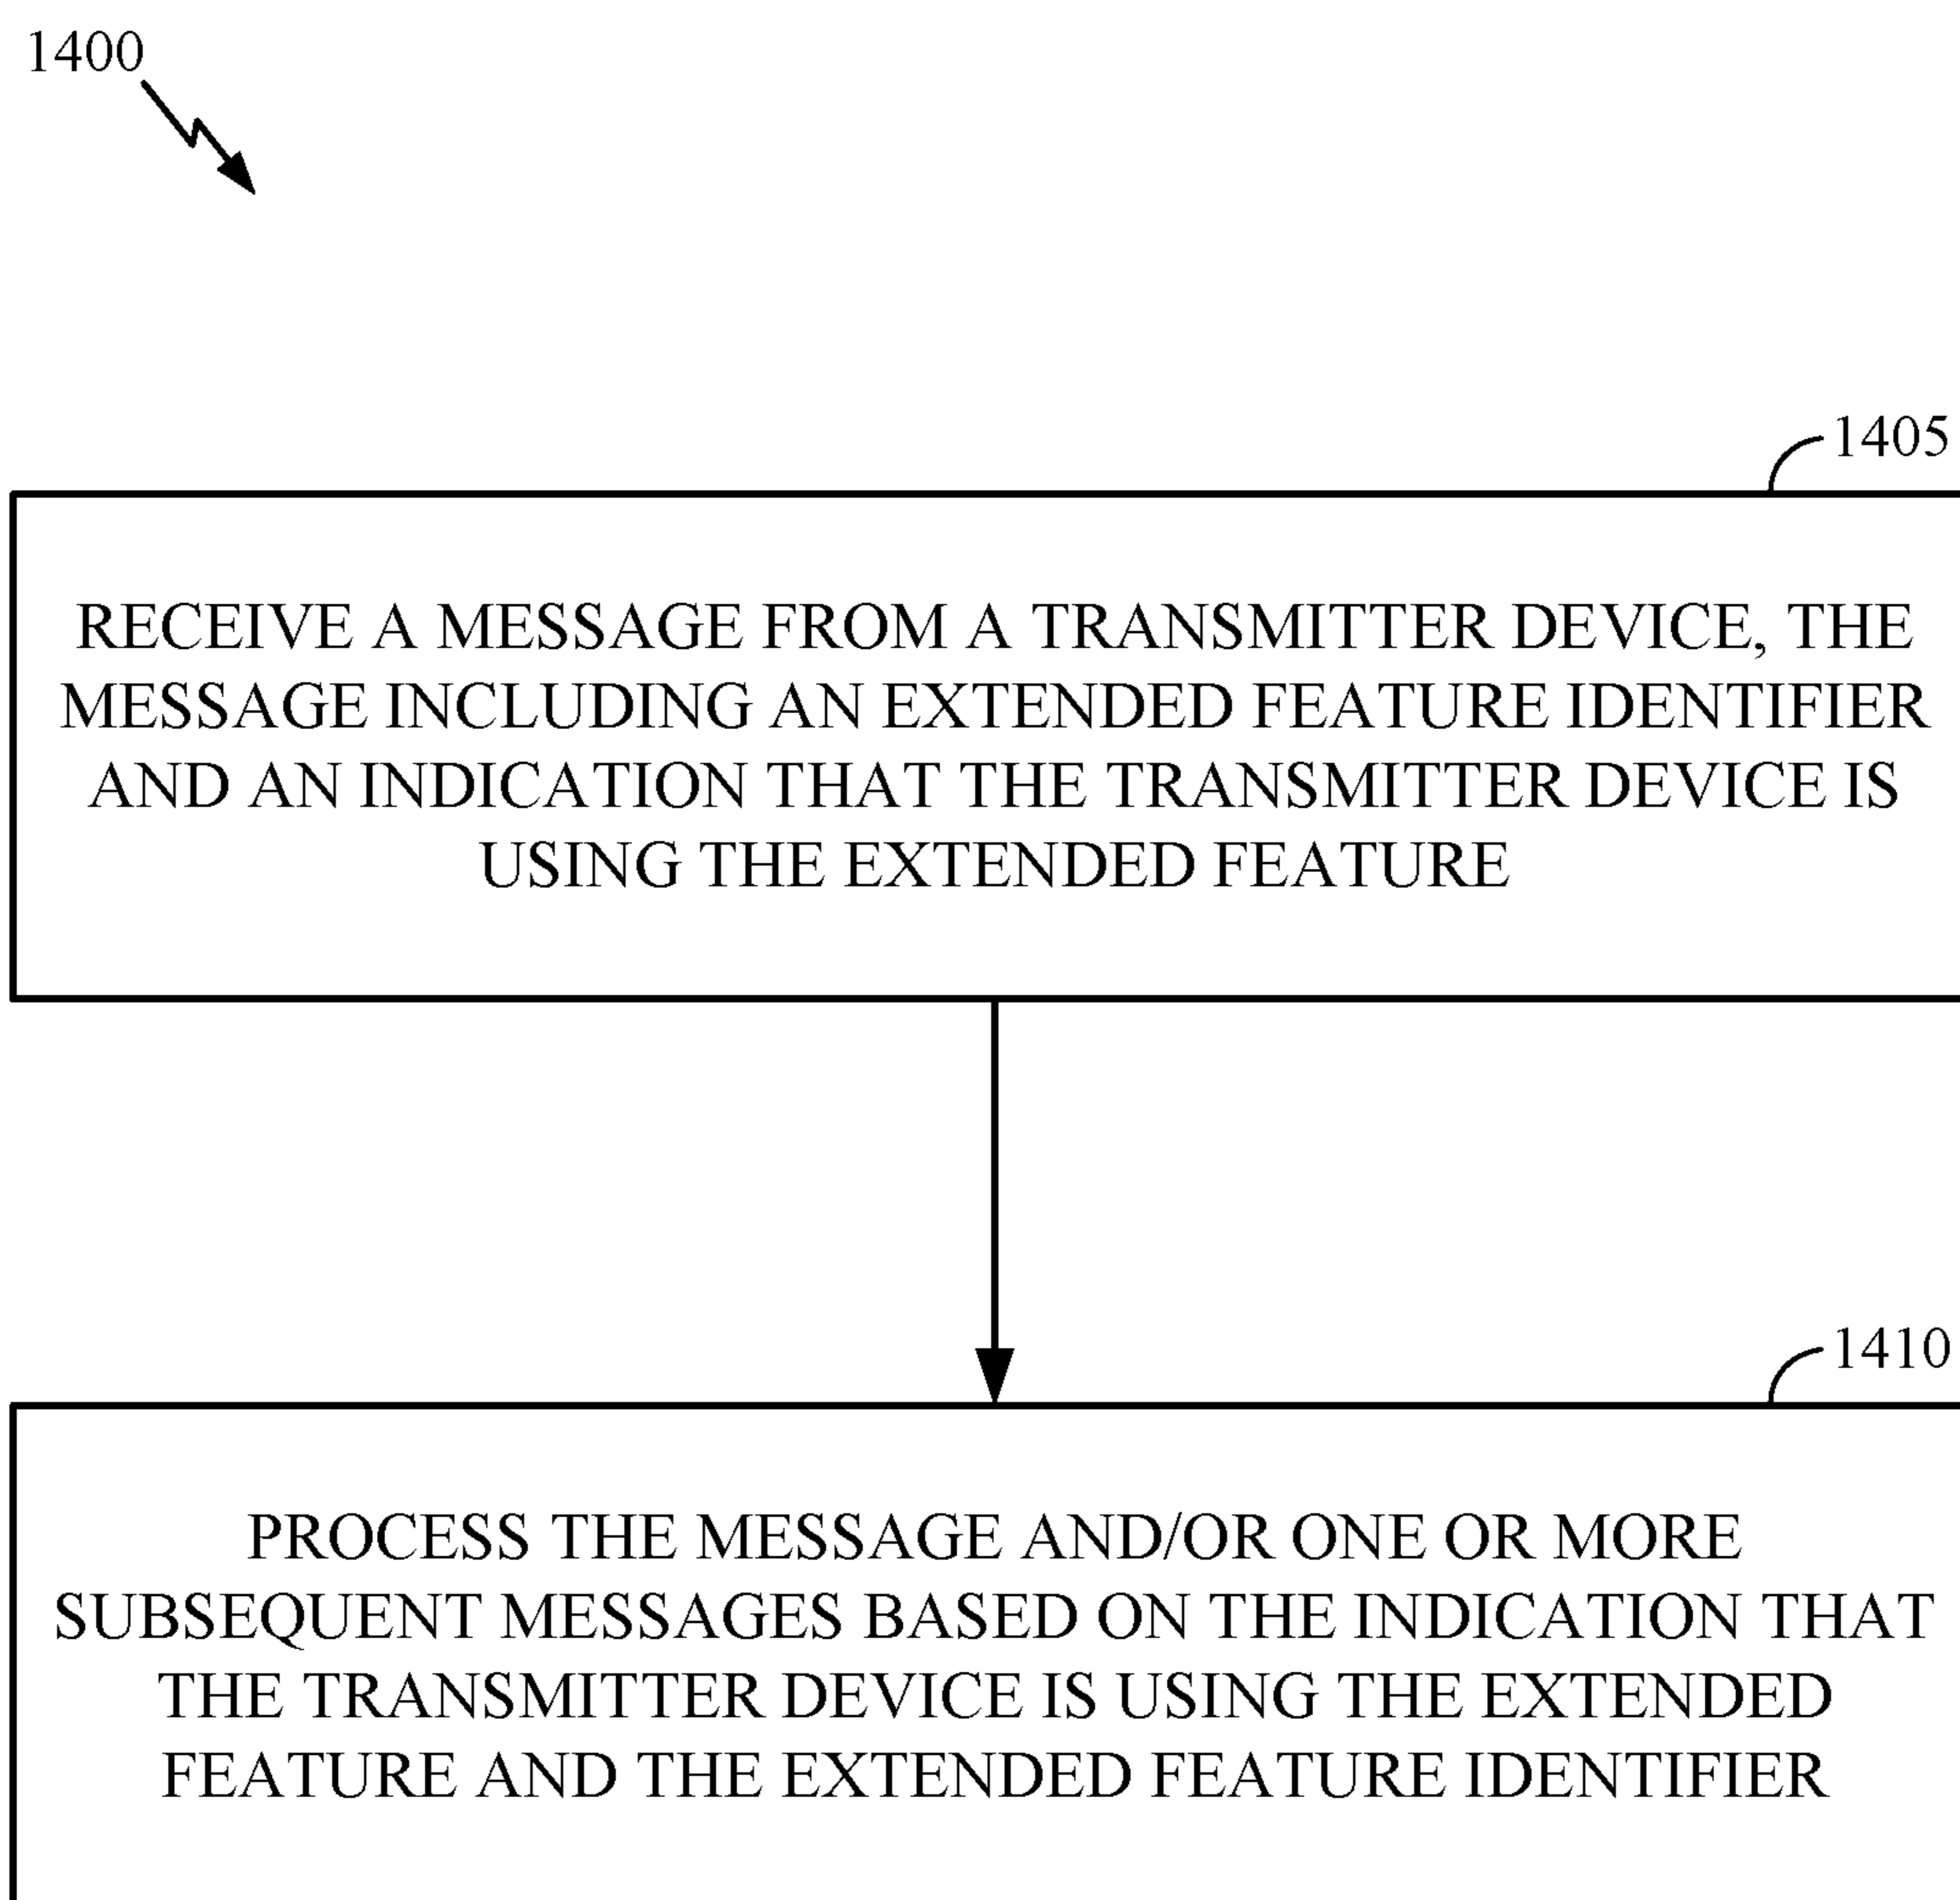 1400
1405
RECEIVE A MESSAGE FROM A TRANSMITTER DEVICE, THE
MESSAGE INCLUDING AN EXTENDED FEATURE IDENTIFIER
AND AN INDICATION THAT THE TRANSMITTER DEVICE IS
USING THE EXTENDED FEATURE
1410
PROCESS THE MESSAGE AND/OR ONE OR MORE
SUBSEQUENT MESSAGES BASED ON THE INDICATION THAT
THE TRANSMITTER DEVICE IS USING THE EXTENDED
FEATURE AND THE EXTENDED FEATURE IDENTIFIER